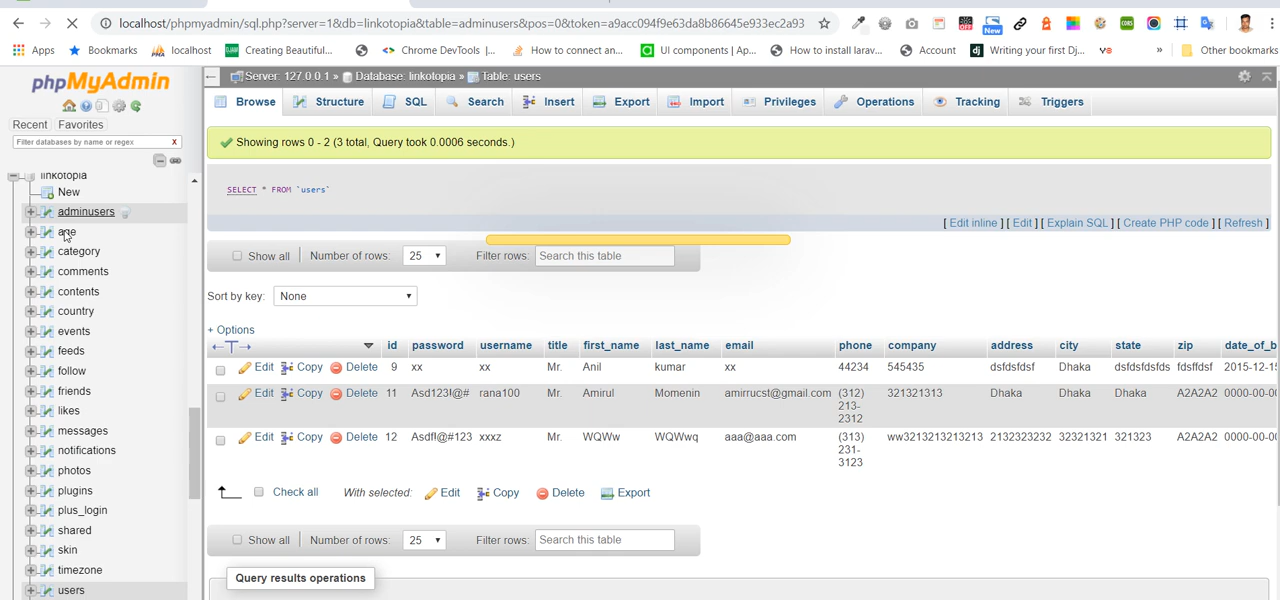 localhost/phpmyadmin/sql.php?server=1&db=linkotopia&table=adminusers&pos=0&token=a9acc094f9e63da8b86645e933ec2a93
New
Apps Bookmarks localhost Creating Beautiful... Chrome DevTools |... How to connect an... UI components | Ap... How to install larav... Account Writing your first Dj... » Other bookmarks
phpMyAdmin
Recent Favorites
Filter databases by name or regex X
linkotopia
New
adminusers
age
category
comments
contents
country
events
feeds
follow
friends
likes
messages
notifications
photos
plugins
plus_login
shared
skin
timezone
users
Server: 127.0.0.1 » Database: linkotopia » Table: users
Browse Structure SQL Search Insert Export Import Privileges Operations Tracking Triggers
Showing rows 0 - 2 (3 total, Query took 0.0006 seconds.)
SELECT * FROM `users`
[ Edit inline ] [ Edit ] [ Explain SQL ] [ Create PHP code ] [ Refresh ]
Show all Number of rows: 25 Filter rows: Search this table
Sort by key: None
+ Options
id password username title first_name last_name email phone company address city state zip date_of_b
Edit Copy Delete 9 xx xx Mr. Anil kumar xx 44234 545435 dsfdsfdsf Dhaka dsfdsfdsfds fdsffdsf 2015-12-15
Edit Copy Delete 11 Asd123!@# rana100 Mr. Amirul Momenin amirrucst@gmail.com (312) 213-2312 321321313 Dhaka Dhaka Dhaka A2A2A2 0000-00-00
Edit Copy Delete 12 Asdf!@#123 xxxz Mr. WQWw WQWwq aaa@aaa.com (313) 231-3123 ww3213213213213 2132323232 32321321 321323 A2A2A2 0000-00-00
Check all With selected: Edit Copy Delete Export
Show all Number of rows: 25 Filter rows: Search this table
Query results operations